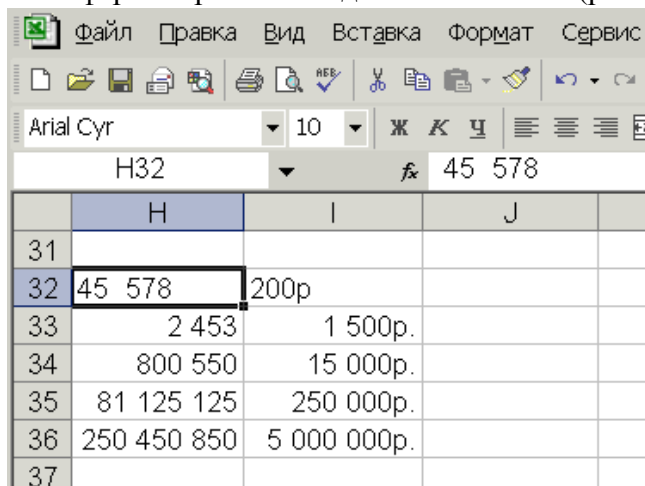 Файл Правка Вид Вставка Формат Сервис
Arial Cyr 10 Ж К Ч
H32 fx 45  578
H I J
31
32 45  578 200р
33 2 453 1 500р.
34 800 550 15 000р.
35 81 125 125 250 000р.
36 250 450 850 5 000 000р.
37